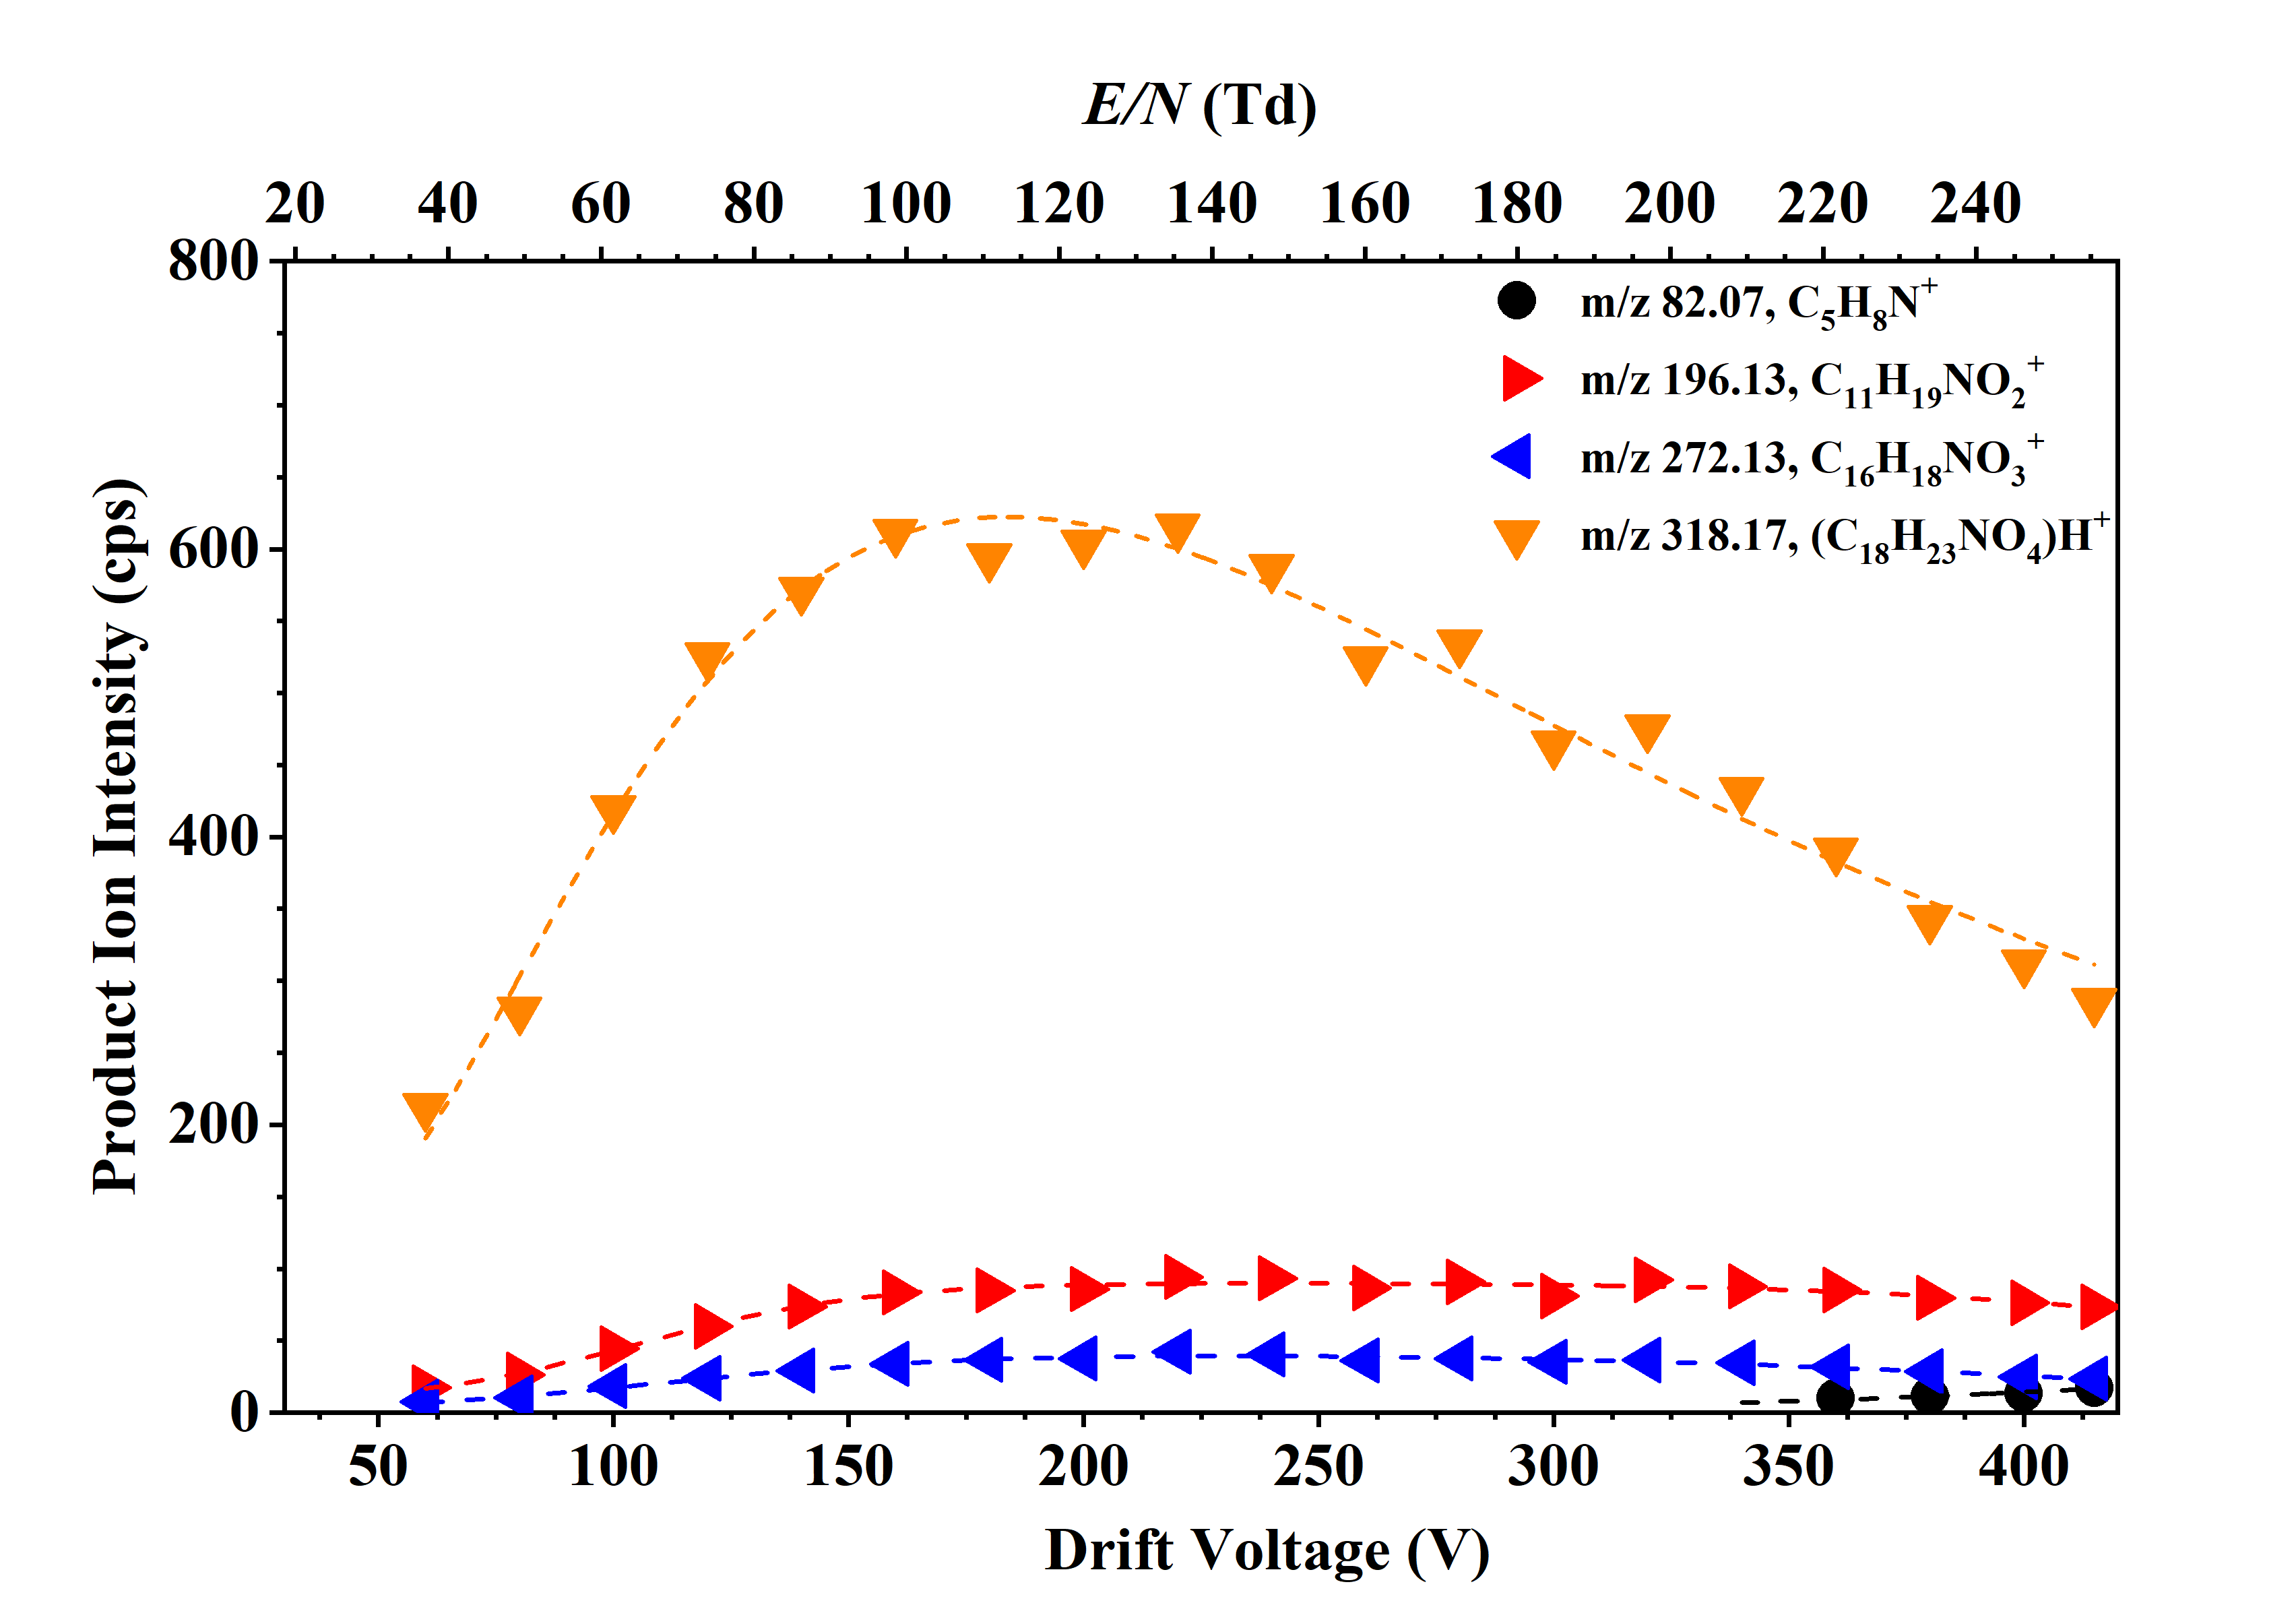 E/N (Td)
20 40 60 80 100 120 140 160 180 200 220 240
800
600
400
200
0
Product Ion Intensity (cps)
m/z 82.07, C₅H₈N⁺
m/z 196.13, C₁₁H₁₉NO₂⁺
m/z 272.13, C₁₆H₁₈NO₃⁺
m/z 318.17, (C₁₈H₂₃NO₄)H⁺
50 100 150 200 250 300 350 400
Drift Voltage (V)